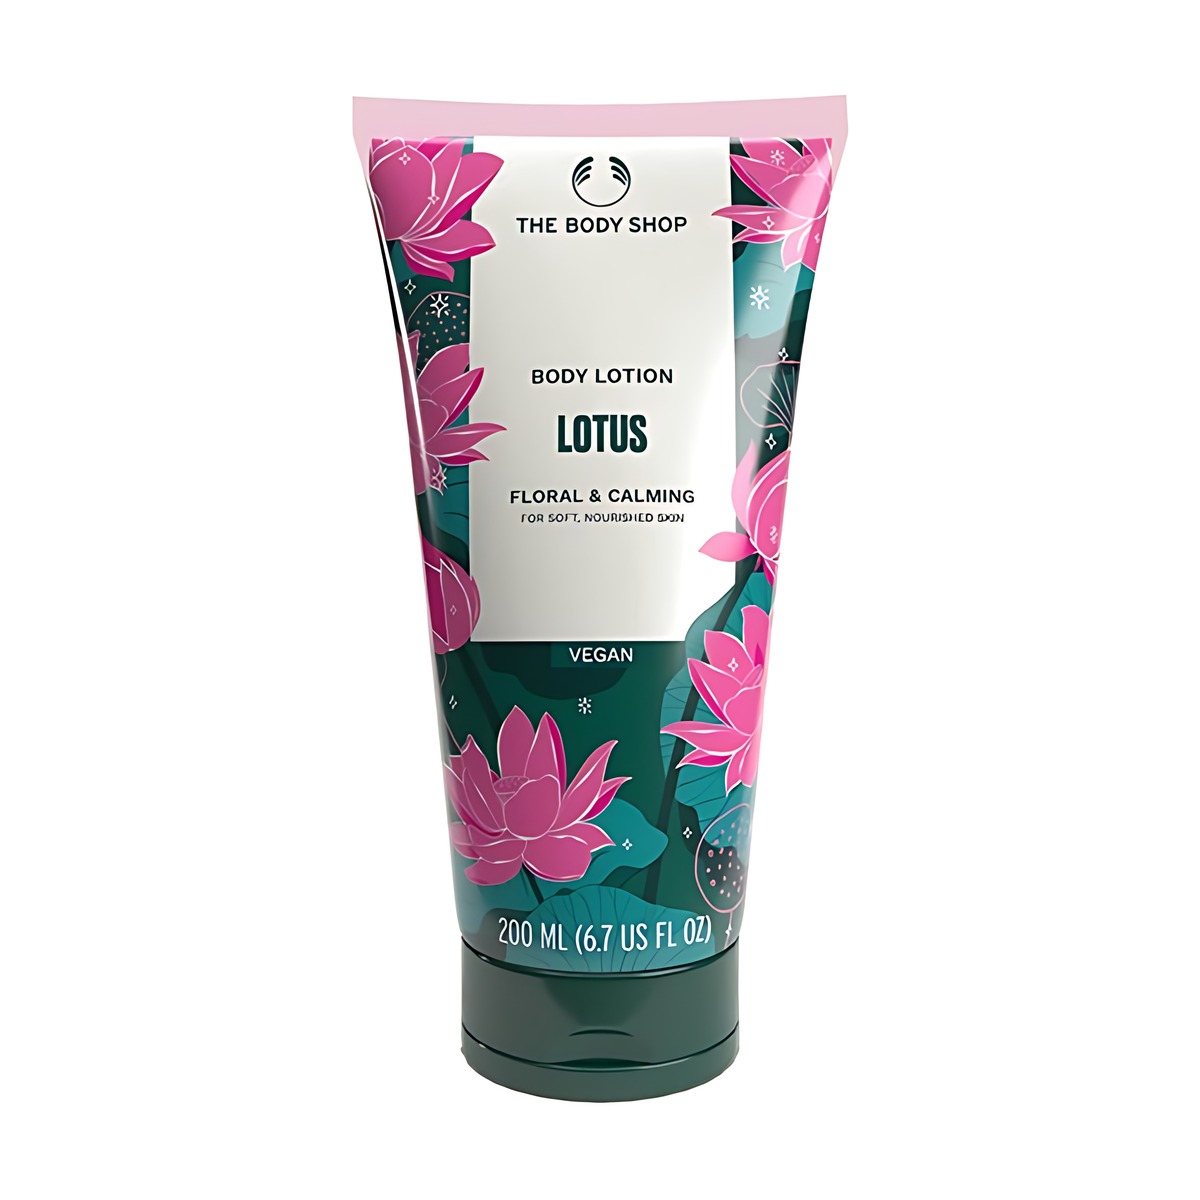 THE BODY SHOP
BODY LOTION
LOTUS
FLORAL & CALMING
FOR SOFT, NOURISHED SKIN
VEGAN
200 ML (6.7 US FL OZ)